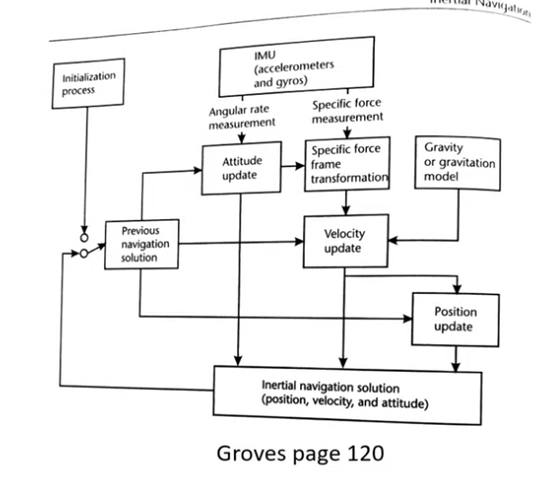 Inertial Navigation
IMU
(accelerometers
and gyros)
Initialization
process
Angular rate
measurement
Specific force
measurement
Attitude
update
Specific force
frame
transformation
Gravity
or gravitation
model
Previous
navigation
solution
Velocity
update
Position
update
Inertial navigation solution
(position, velocity, and attitude)
Groves page 120